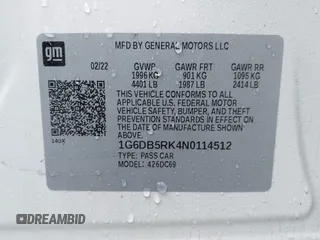 gm
MFD BY GENERAL MOTORS LLC
02/22 GVWP GAWR FRT GAWR RR
1996 KG 901 KG 1095 KG
4401 LB 1987 LB 2414 LB
THIS VEHICLE CONFORMS TO ALL
APPLICABLE U.S. FEDERAL MOTOR
VEHICLE SAFETY, BUMPER, AND THEFT
PREVENTION STANDARDS IN EFFECT
ON THE DATE OF MANUFACTURE SHOWN
ABOVE.
140X
1G6DB5RK4N0114512
TYPE: PASS CAR
MODEL: 426DC69
DREAMBID